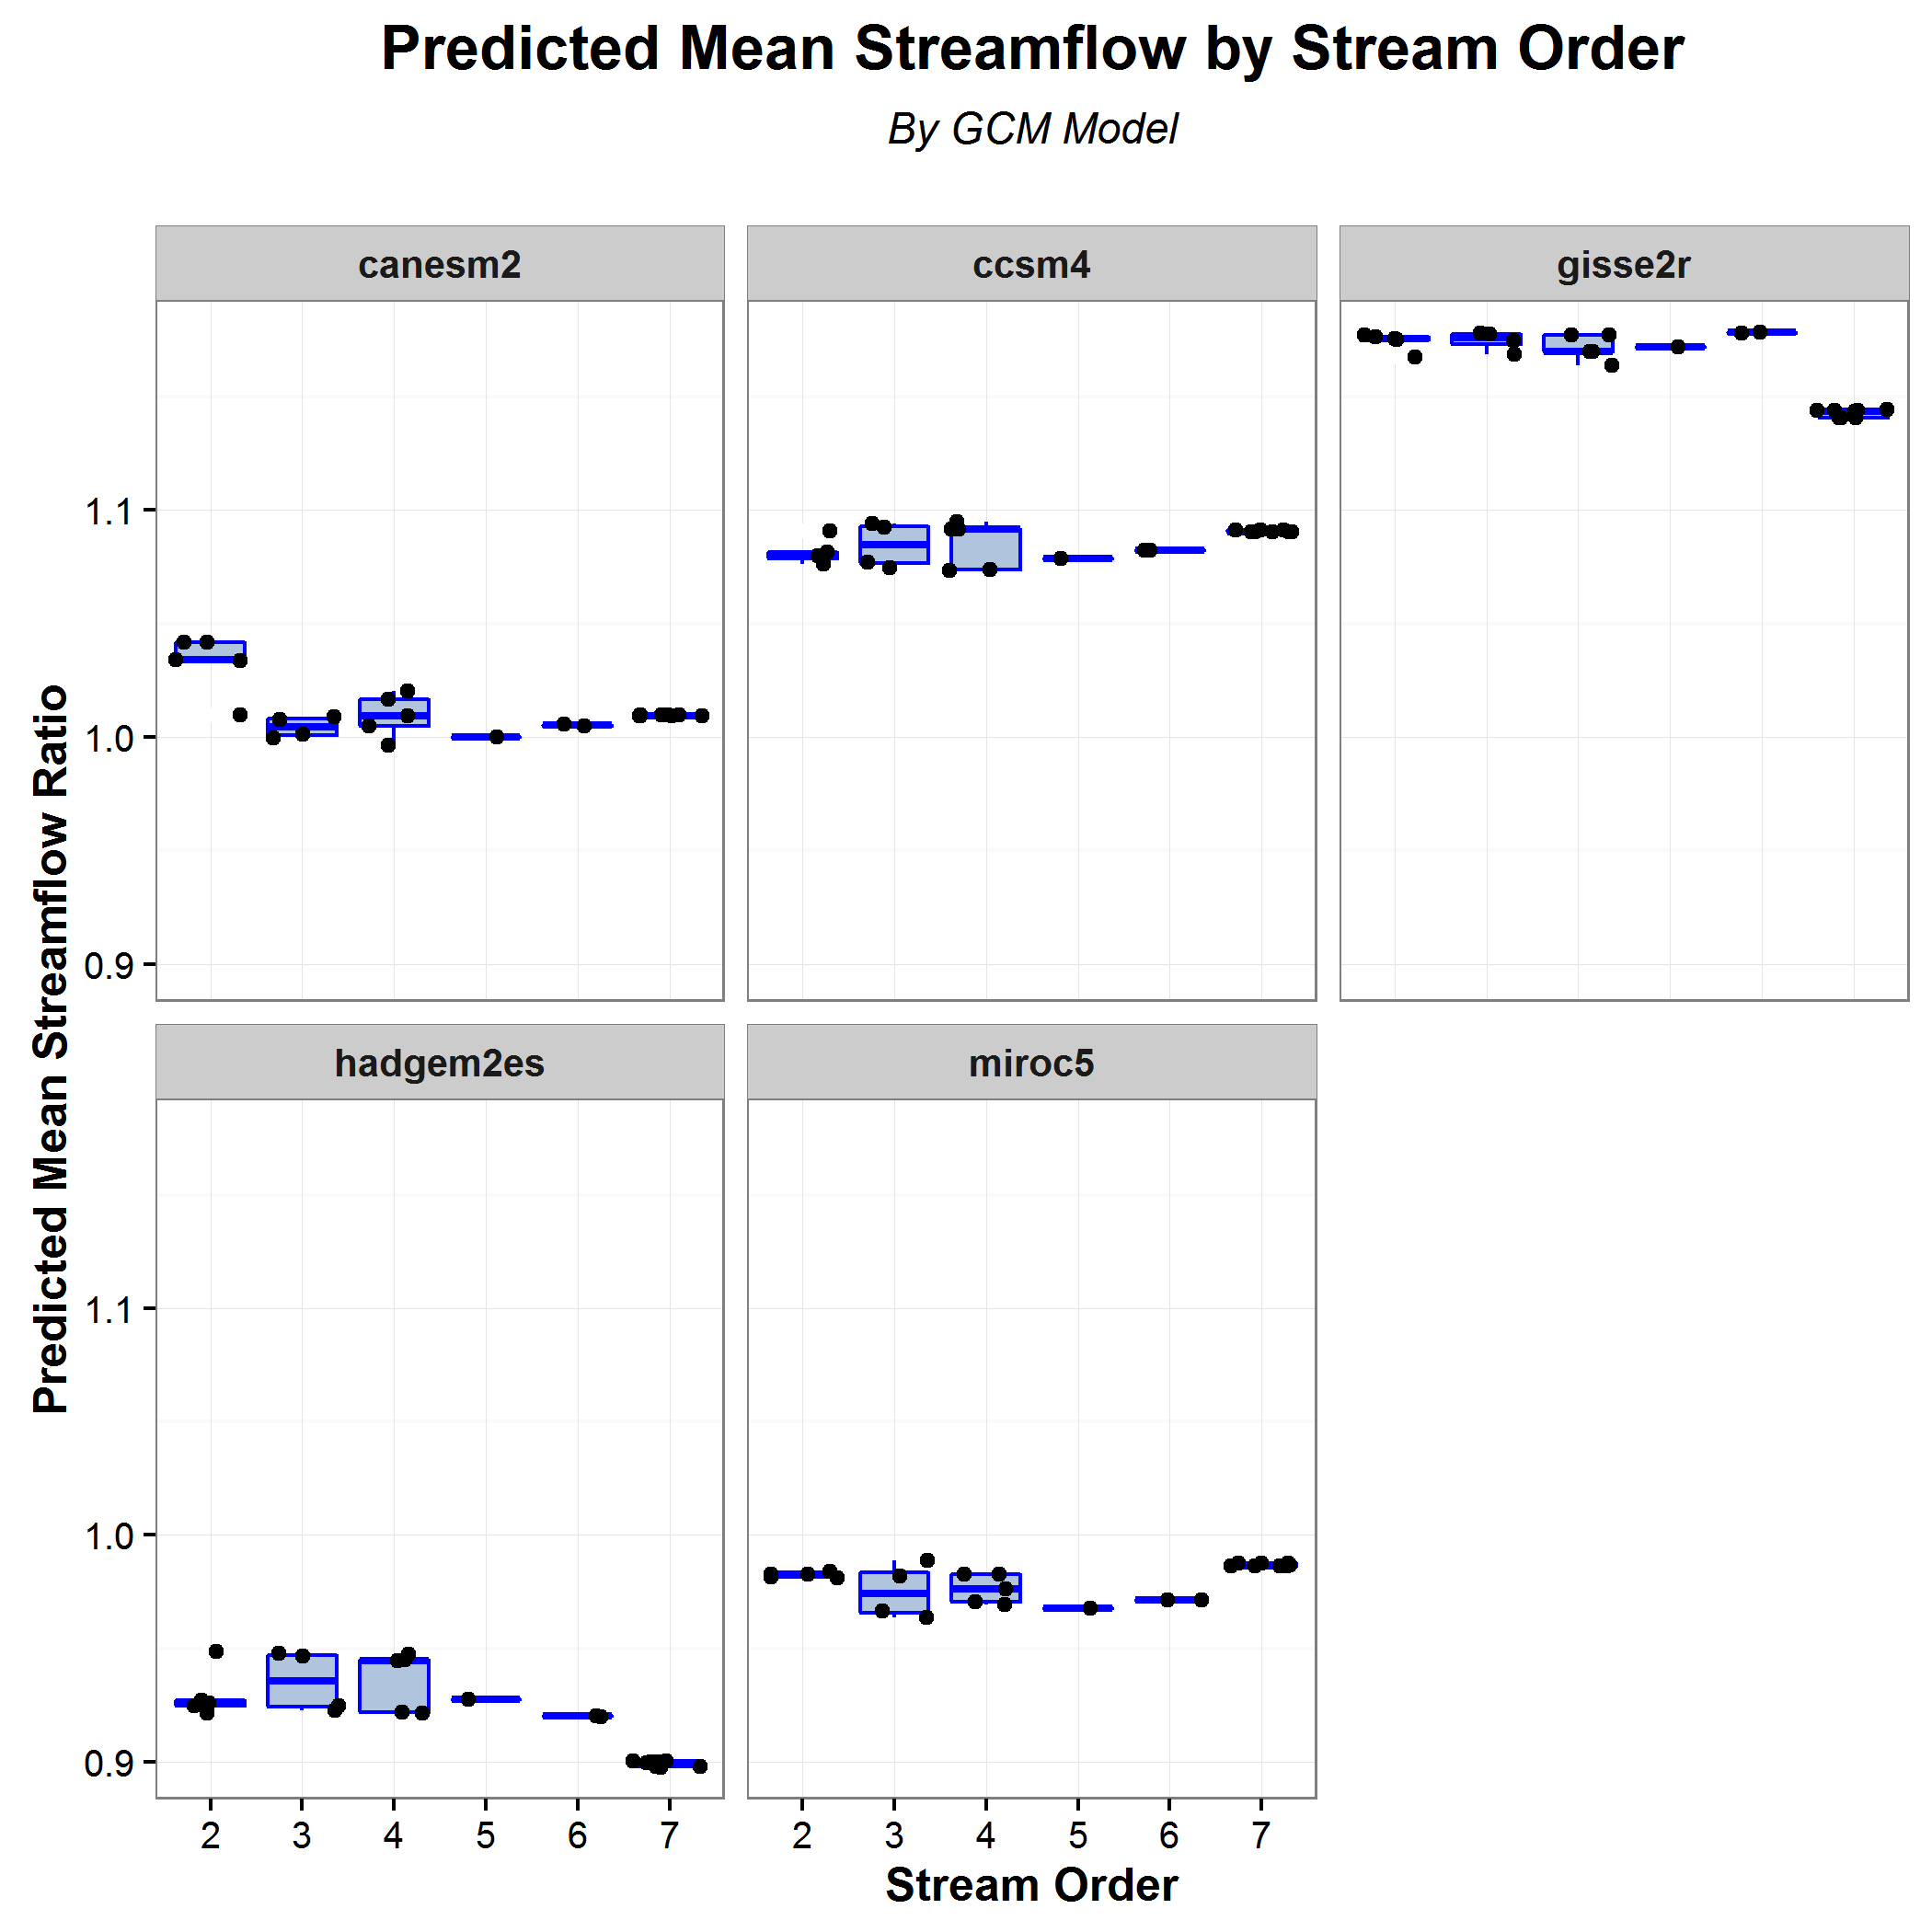 Predicted Mean Streamflow by Stream Order
By GCM Model
canesm2
ccsm4
gisse2r
1.1
1.0
0.9
hadgem2es
miroc5
1.1
1.0
0.9
2 3 4 5 6 7
2 3 4 5 6 7
Stream Order
Predicted Mean Streamflow Ratio